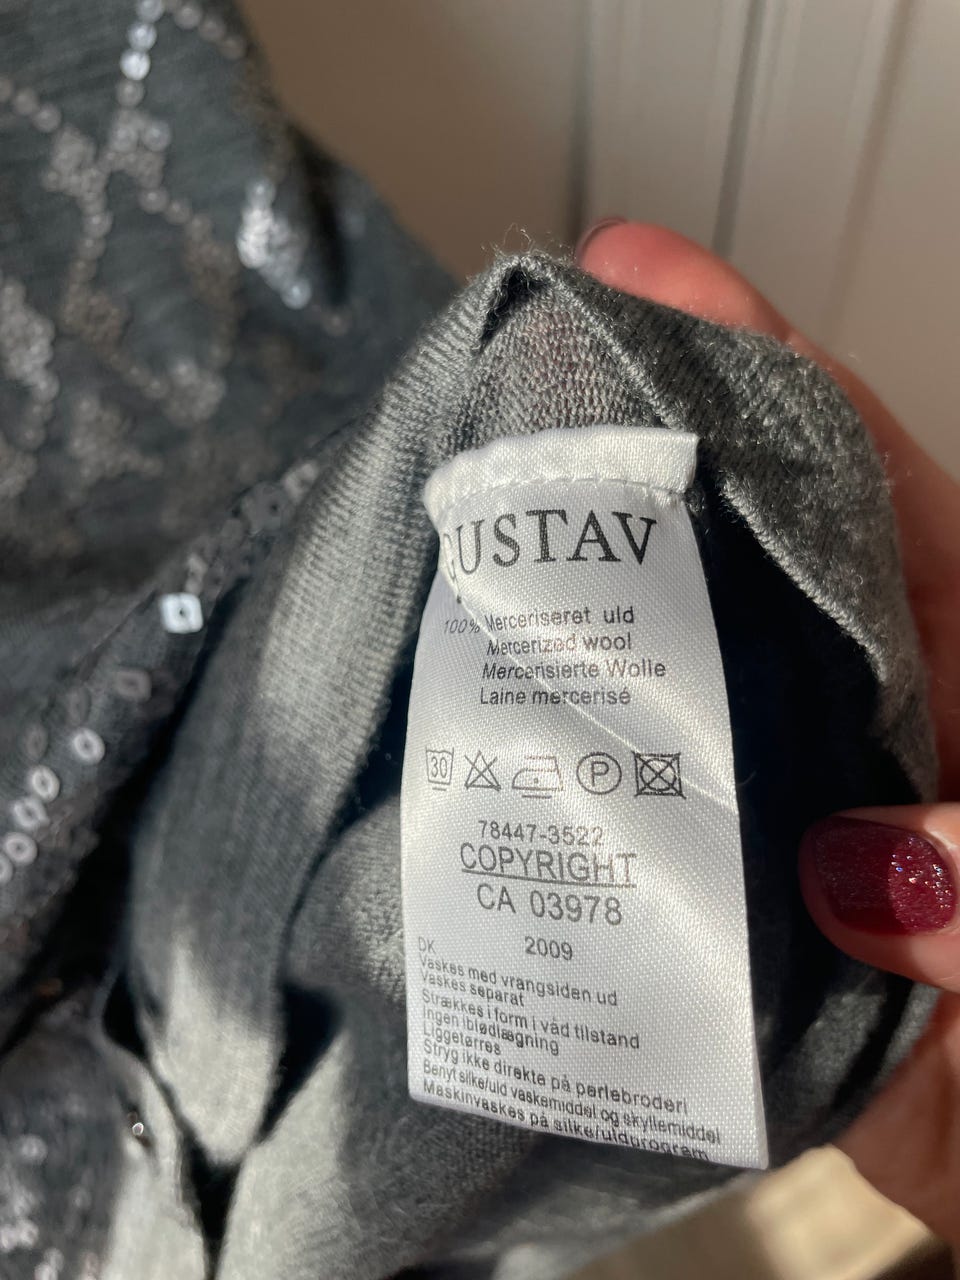 GUSTAV
100% Merceriseret uld
Mercerized wool
Mercerisierte Wolle
Laine mercerisé
30 P
78447-3522
COPYRIGHT
CA 03978
2009
DK
Vaskes med vrangsiden ud
Vaskes separat
Strækkes i form i våd tilstand
Ingen iblødlægning
Liggetørres
Stryg ikke direkte på perlebroderi
Benyt silke/uld vaskemiddel og skyllemiddel
Maskinvaskes på silke/uldprogram